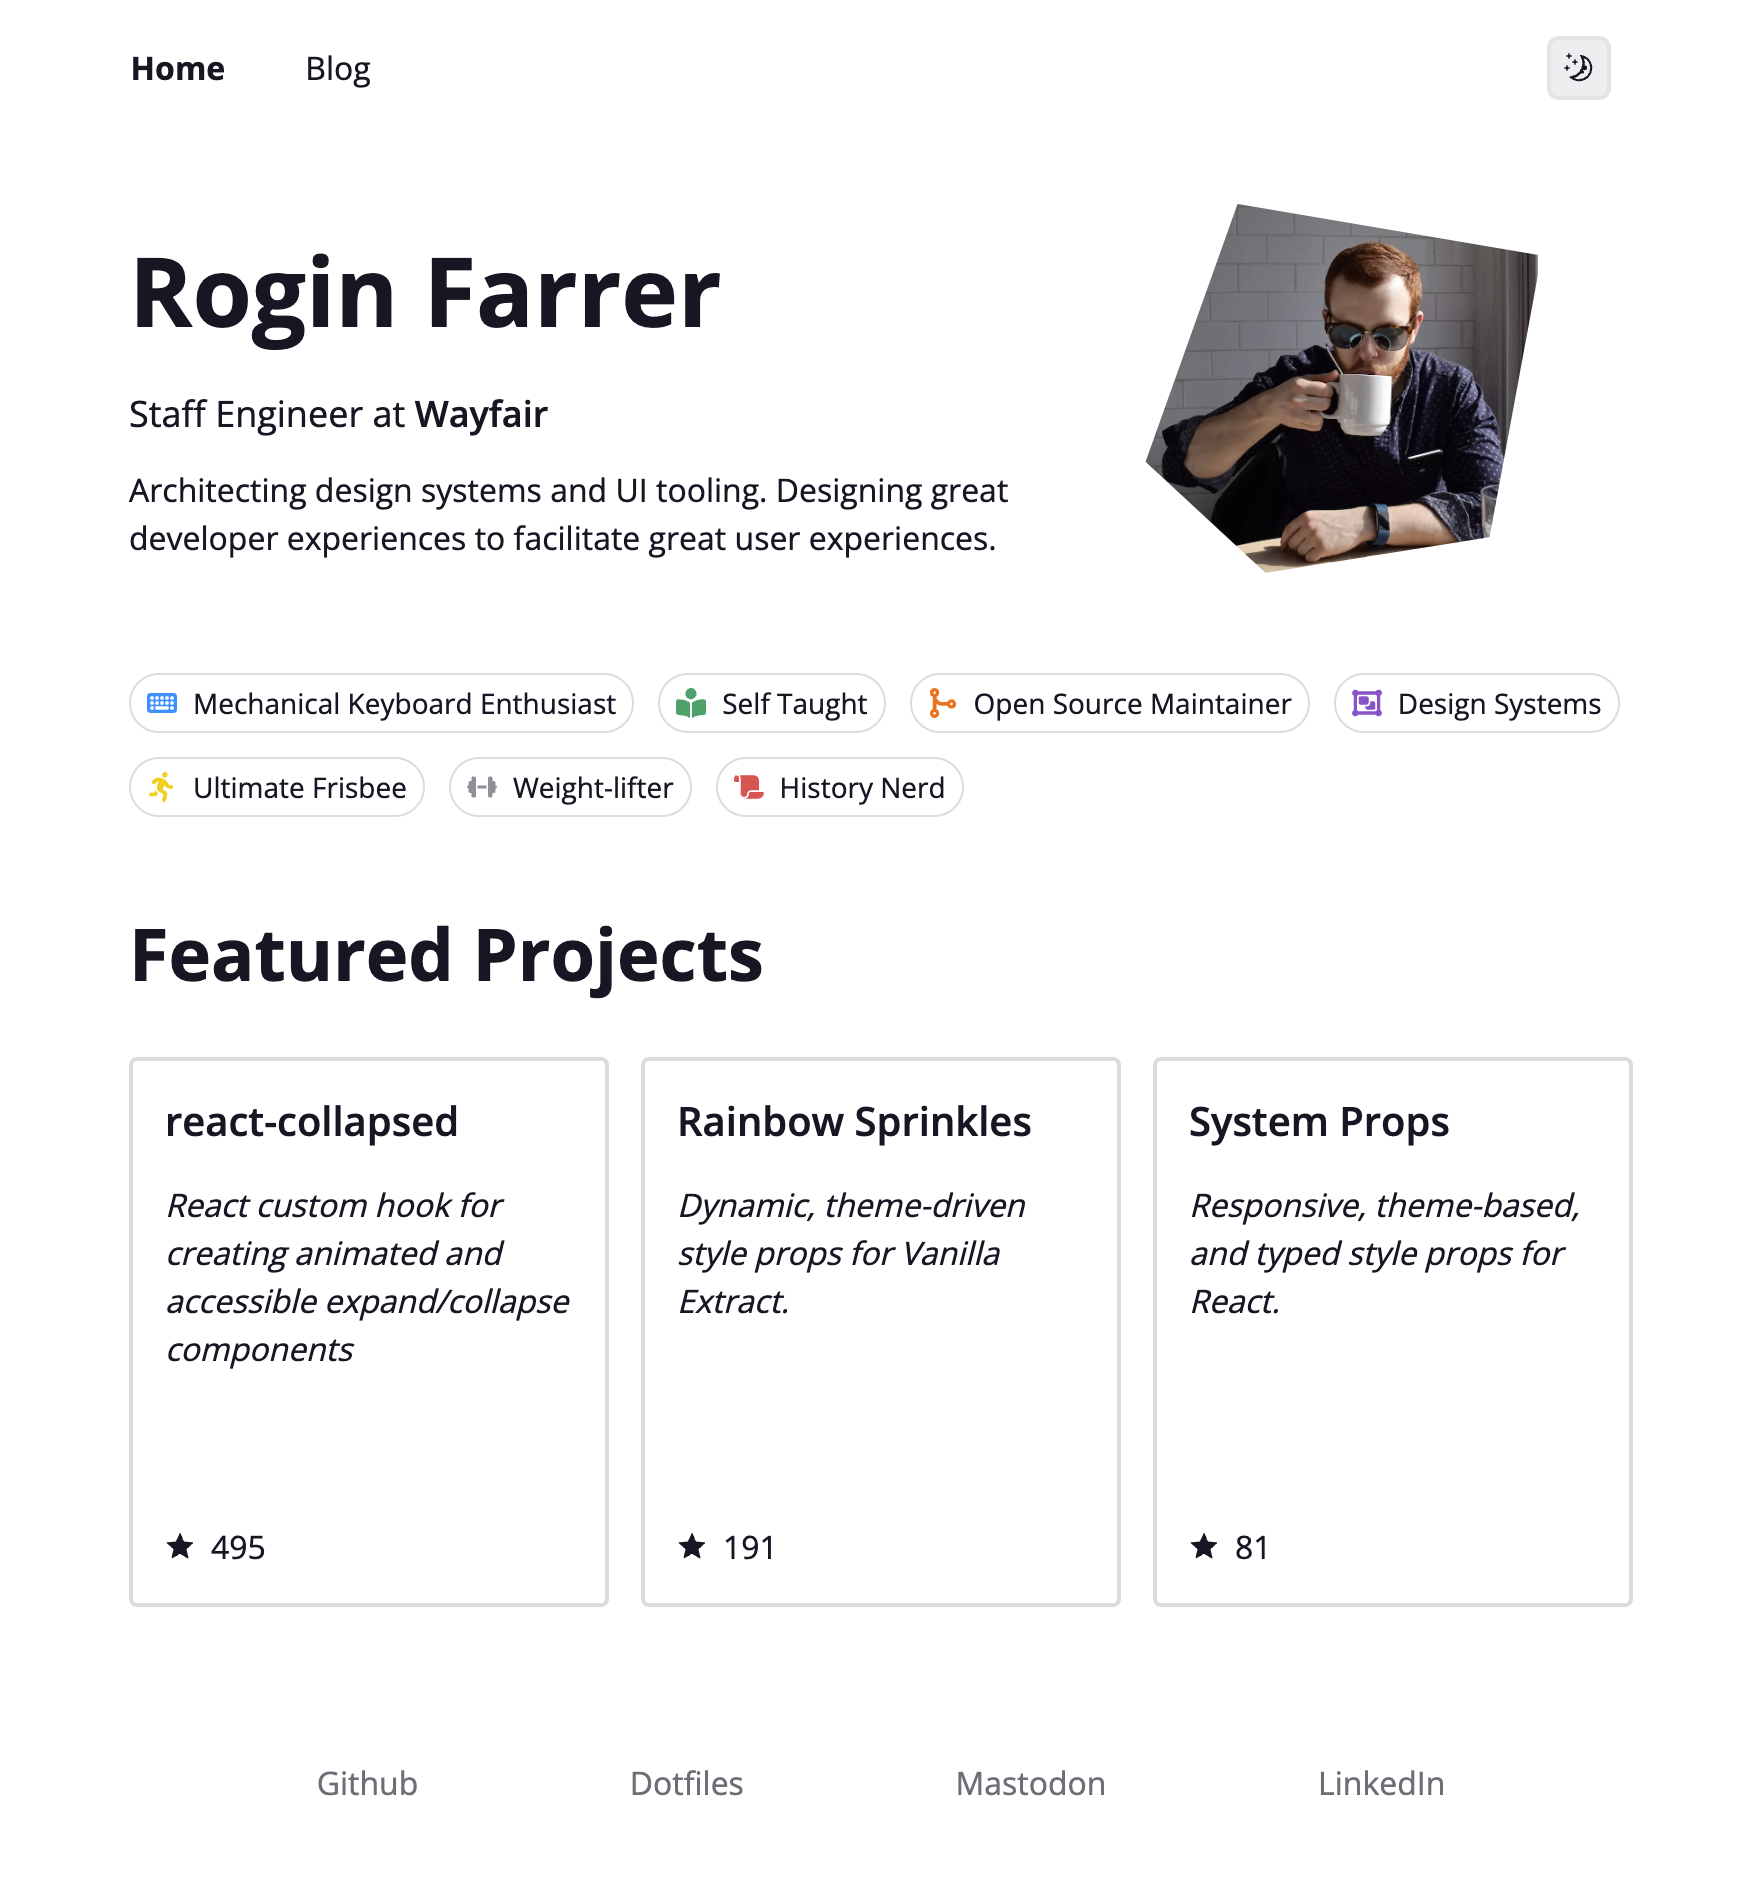 Home Blog
Rogin Farrer
Staff Engineer at Wayfair
Architecting design systems and UI tooling. Designing great
developer experiences to facilitate great user experiences.
Mechanical Keyboard Enthusiast Self Taught Open Source Maintainer Design Systems
Ultimate Frisbee Weight-lifter History Nerd
Featured Projects
react-collapsed
React custom hook for
creating animated and
accessible expand/collapse
components
495
Rainbow Sprinkles
Dynamic, theme-driven
style props for Vanilla
Extract.
191
System Props
Responsive, theme-based,
and typed style props for
React.
81
Github Dotfiles Mastodon LinkedIn